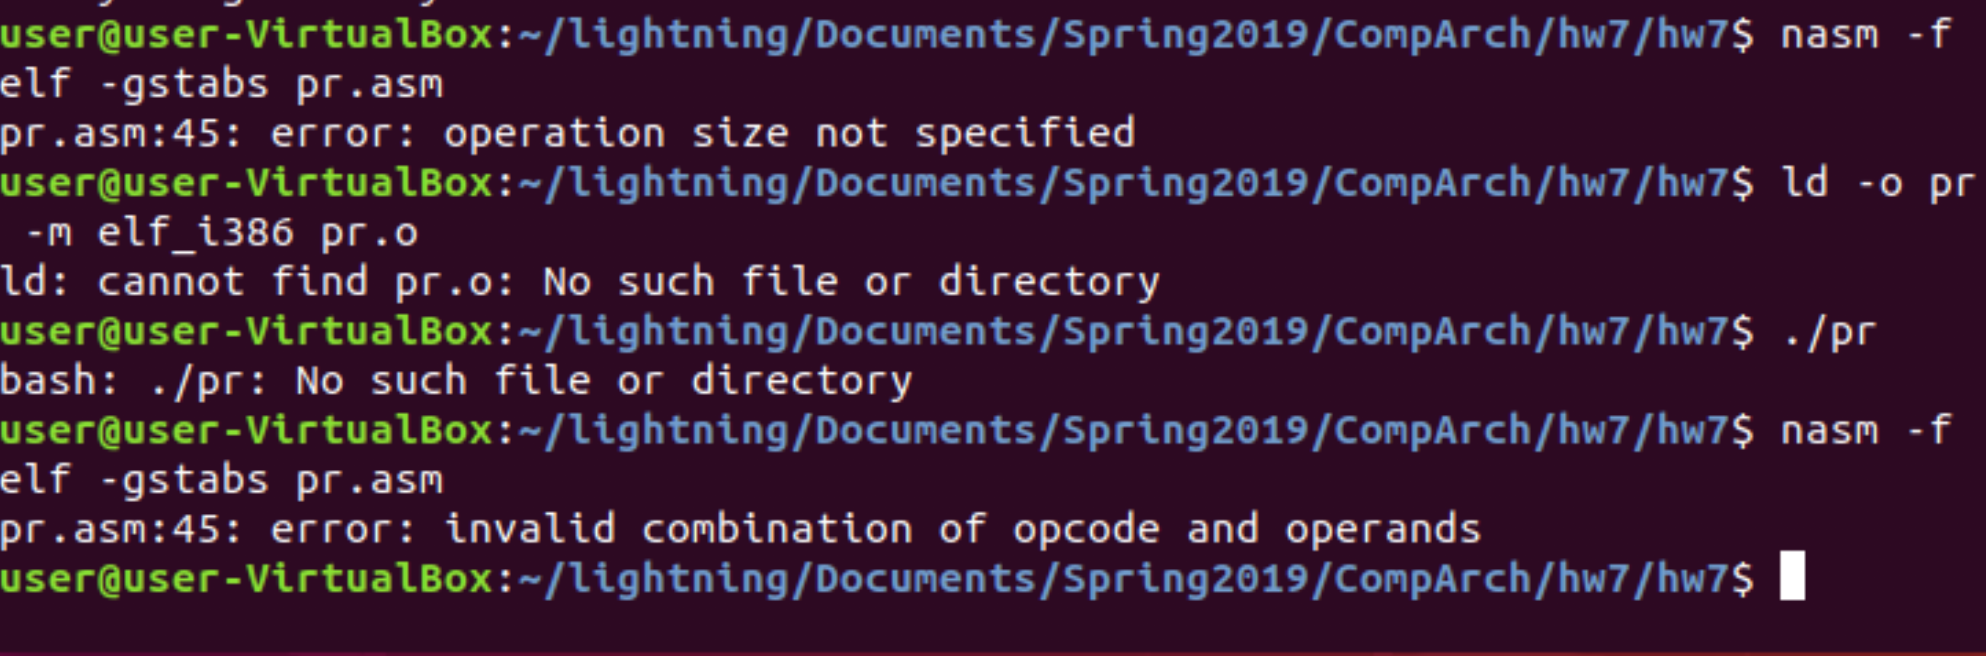 user@user-VirtualBox:~/lightning/Documents/Spring2019/CompArch/hw7/hw7$ nasm -f
elf -gstabs pr.asm
pr.asm:45: error: operation size not specified
user@user-VirtualBox:~/lightning/Documents/Spring2019/CompArch/hw7/hw7$ ld -o pr
 -m elf_i386 pr.o
ld: cannot find pr.o: No such file or directory
user@user-VirtualBox:~/lightning/Documents/Spring2019/CompArch/hw7/hw7$ ./pr
bash: ./pr: No such file or directory
user@user-VirtualBox:~/lightning/Documents/Spring2019/CompArch/hw7/hw7$ nasm -f
elf -gstabs pr.asm
pr.asm:45: error: invalid combination of opcode and operands
user@user-VirtualBox:~/lightning/Documents/Spring2019/CompArch/hw7/hw7$